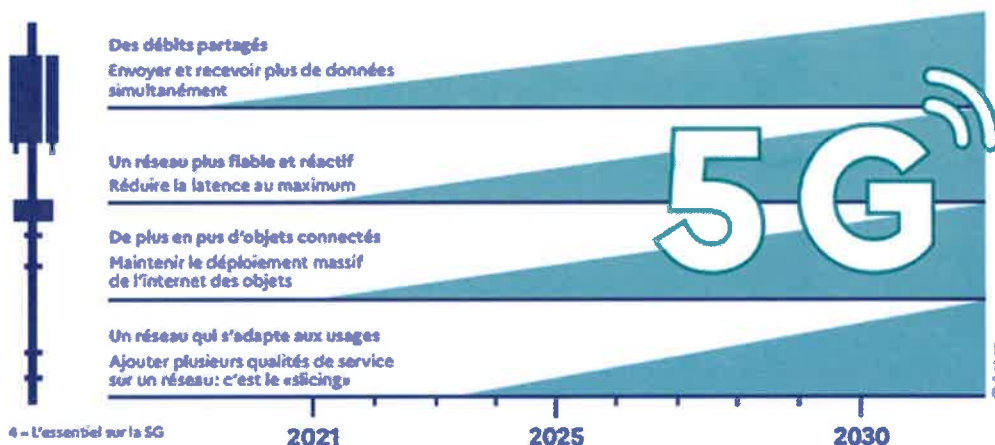 Des débits partagés
Envoyer et recevoir plus de données
simultanément
Un réseau plus fiable et réactif
Réduire la latence au maximum
De plus en pus d'objets connectés
Maintenir le déploiement massif
de l'internet des objets
Un réseau qui s'adapte aux usages
Ajouter plusieurs qualités de service
sur un réseau: c'est le «slicing»
5G
2021
2025
2030
4 – L'essentiel sur la 5G